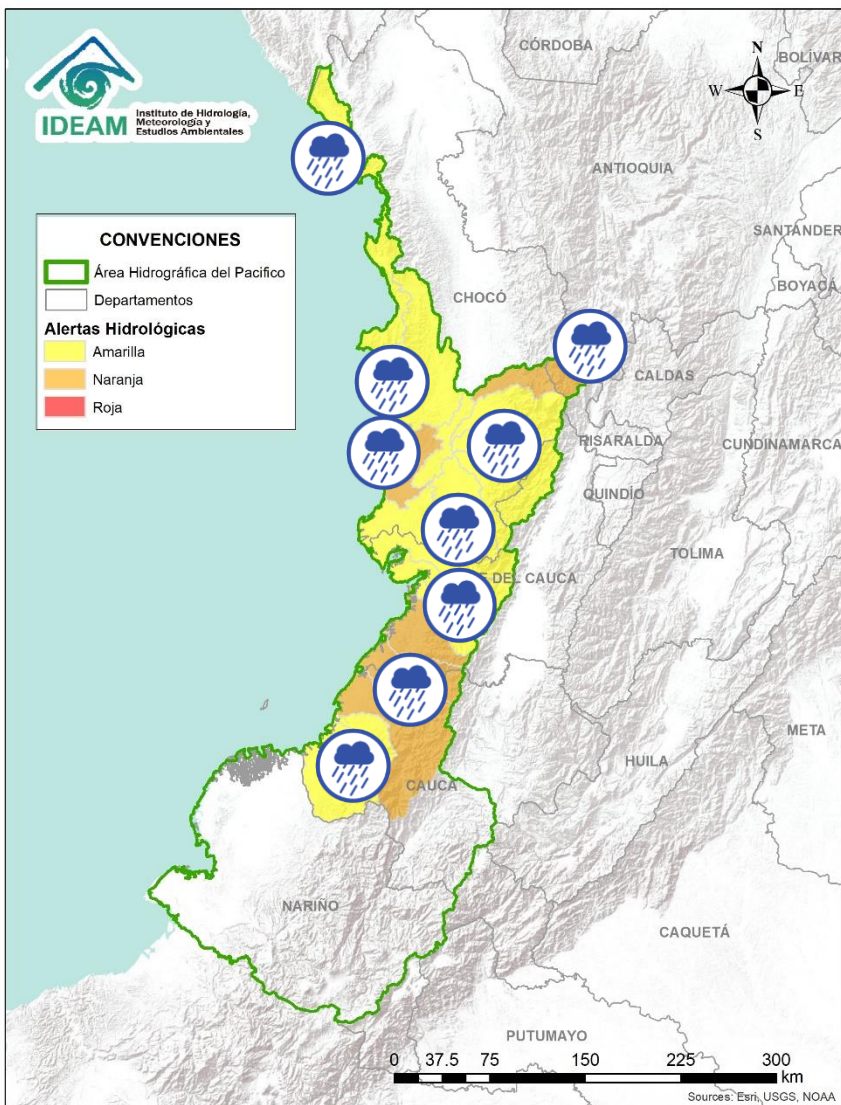 IDEAM
Instituto de Hidrología,
Meteorología y
Estudios Ambientales
CÓRDOBA
BOLÍVAR
N
W E
S
ANTIOQUIA
SANTANDER
BOYACÁ
CONVENCIONES
Área Hidrográfica del Pacifico
Departamentos
Alertas Hidrológicas
Amarilla
Naranja
Roja
CHOCÓ
CALDAS
RISARALDA
CUNDINAMARCA
QUINDÍO
TOLIMA
E DEL CAUCA
META
HUILA
CAUCA
NARIÑO
CAQUETÁ
PUTUMAYO
0 37.5 75 150 225 300
km
Sources: Esri, USGS, NOAA